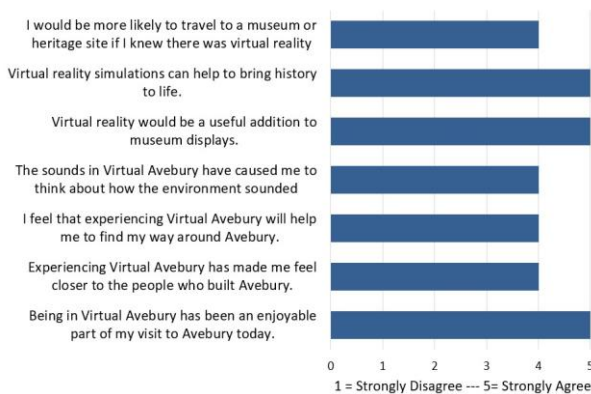 I would be more likely to travel to a museum or
heritage site if I knew there was virtual reality
Virtual reality simulations can help to bring history
to life.
Virtual reality would be a useful addition to
museum displays.
The sounds in Virtual Avebury have caused me to
think about how the environment sounded
I feel that experiencing Virtual Avebury will help
me to find my way around Avebury.
Experiencing Virtual Avebury has made me feel
closer to the people who built Avebury.
Being in Virtual Avebury has been an enjoyable
part of my visit to Avebury today.
0 1 2 3 4 5
1 = Strongly Disagree --- 5= Strongly Agree